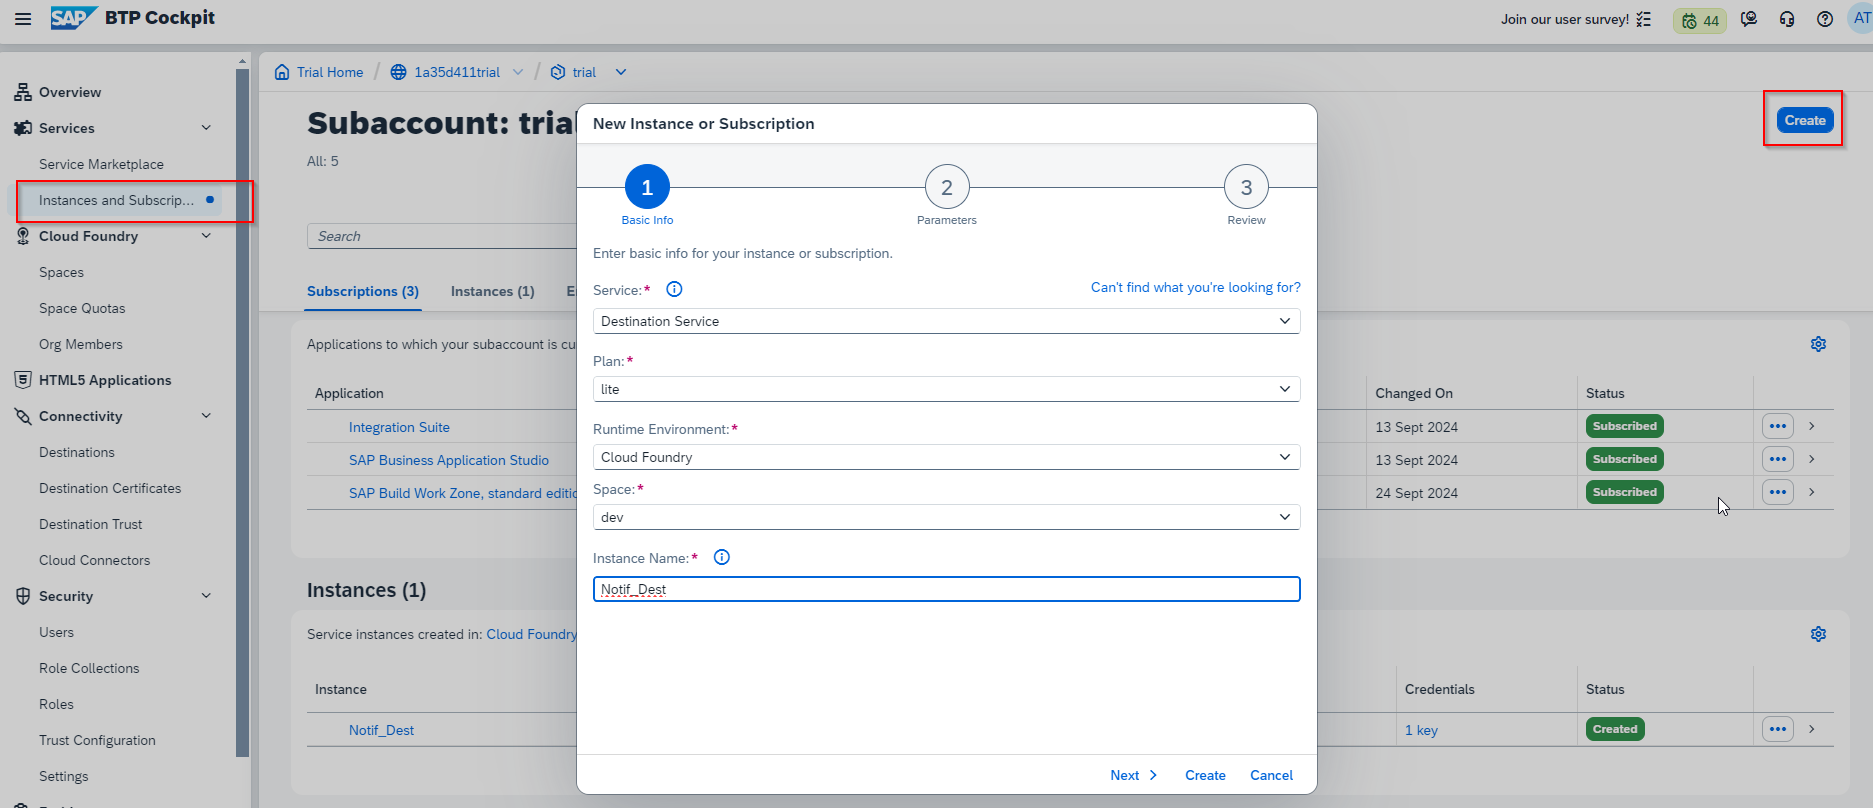 SAP BTP Cockpit
Join our user survey!
44
AT
Overview
Services
Service Marketplace
Instances and Subscrip...
Cloud Foundry
Spaces
Space Quotas
Org Members
HTML5 Applications
Connectivity
Destinations
Destination Certificates
Destination Trust
Cloud Connectors
Security
Users
Role Collections
Roles
Trust Configuration
Settings
Trial Home / 1a35d411trial / trial
Subaccount: trial
All: 5
Create
Search
Subscriptions (3) Instances (1)
Applications to which your subaccount is cu
Application Changed On Status
Integration Suite 13 Sept 2024 Subscribed
SAP Business Application Studio 13 Sept 2024 Subscribed
SAP Build Work Zone, standard editio 24 Sept 2024 Subscribed
Instances (1)
Service instances created in: Cloud Foundry
Instance Credentials Status
Notif_Dest 1 key Created
New Instance or Subscription
1 2 3
Basic Info Parameters Review
Enter basic info for your instance or subscription.
Service:* Can't find what you're looking for?
Destination Service
Plan:*
lite
Runtime Environment:*
Cloud Foundry
Space:*
dev
Instance Name:*
Notif_Dest
Next Create Cancel